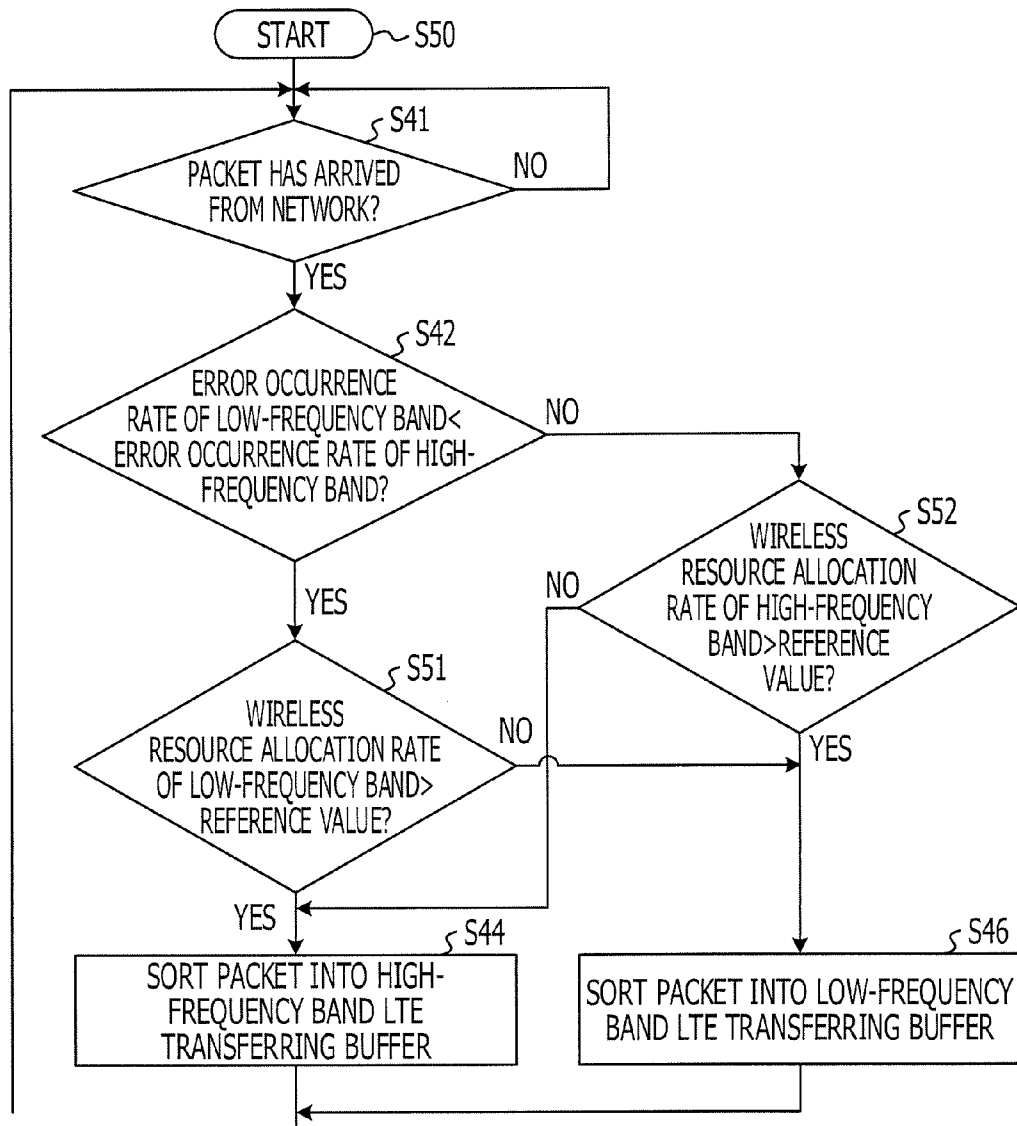 START
S50
S41
PACKET HAS ARRIVED
FROM NETWORK?
NO
YES
S42
ERROR OCCURRENCE
RATE OF LOW-FREQUENCY BAND<
ERROR OCCURRENCE RATE OF HIGH-
FREQUENCY BAND?
NO
YES
S52
WIRELESS
RESOURCE ALLOCATION
RATE OF HIGH-FREQUENCY
BAND>REFERENCE
VALUE?
NO
YES
S51
WIRELESS
RESOURCE ALLOCATION RATE
OF LOW-FREQUENCY BAND>
REFERENCE VALUE?
NO
YES
S44
SORT PACKET INTO HIGH-
FREQUENCY BAND LTE
TRANSFERRING BUFFER
S46
SORT PACKET INTO LOW-FREQUENCY
BAND LTE TRANSFERRING BUFFER